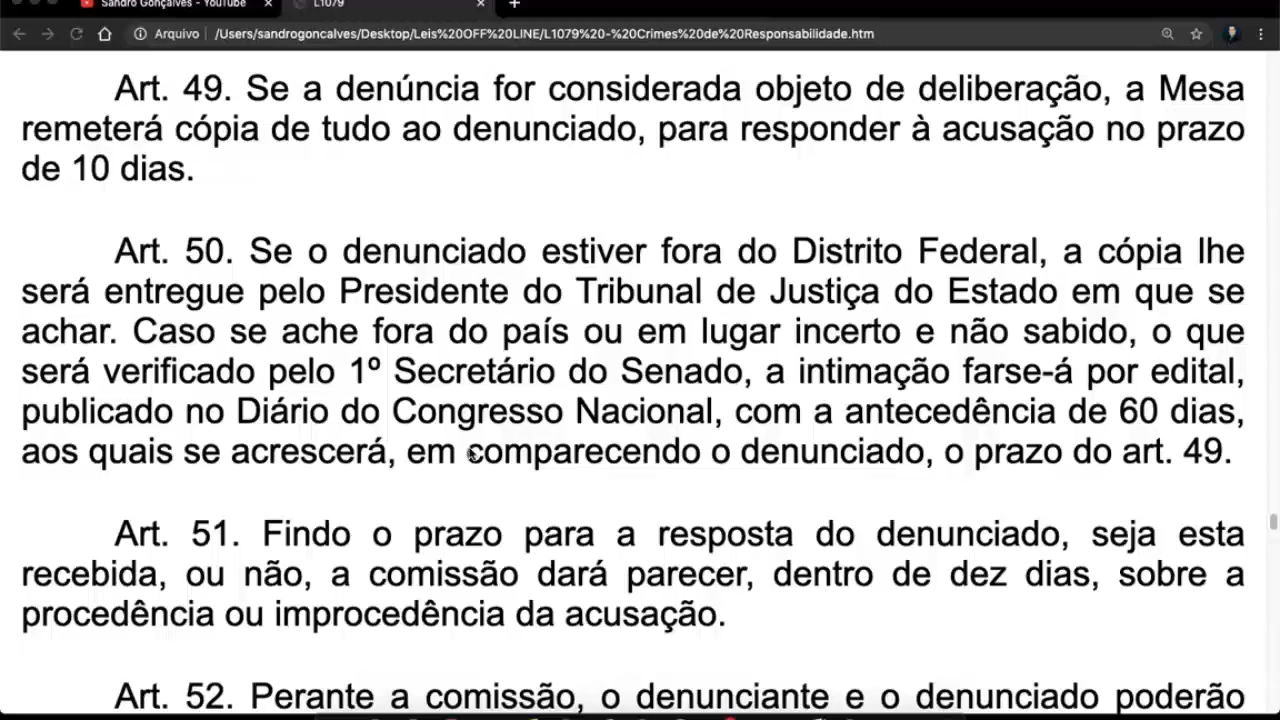 Sandro Gonçalves - YouTube
L1079
Arquivo | /Users/sandrogoncalves/Desktop/Leis%20OFF%20LINE/L1079%20-%20Crimes%20de%20Responsabilidade.htm
Art. 49. Se a denúncia for considerada objeto de deliberação, a Mesa
remeterá cópia de tudo ao denunciado, para responder à acusação no prazo
de 10 dias.
Art. 50. Se o denunciado estiver fora do Distrito Federal, a cópia lhe
será entregue pelo Presidente do Tribunal de Justiça do Estado em que se
achar. Caso se ache fora do país ou em lugar incerto e não sabido, o que
será verificado pelo 1º Secretário do Senado, a intimação farse-á por edital,
publicado no Diário do Congresso Nacional, com a antecedência de 60 dias,
aos quais se acrescerá, em comparecendo o denunciado, o prazo do art. 49.
Art. 51. Findo o prazo para a resposta do denunciado, seja esta
recebida, ou não, a comissão dará parecer, dentro de dez dias, sobre a
procedência ou improcedência da acusação.
Art. 52. Perante a comissão, o denunciante e o denunciado poderão